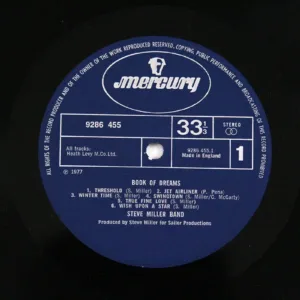 ALL RIGHTS OF THE RECORD PRODUCER AND OF THE OWNER OF THE WORK REPRODUCED RESERVED. COPYING, PUBLIC PERFORMANCE AND BROADCASTING OF THIS RECORD PROHIBITED
mercury
9286 455
33 1/3
STEREO
All tracks:
Heath Levy M.Co.Ltd.
9286 455.1
Made in England
1
℗ 1977
BOOK OF DREAMS
1. THRESHOLD (S. Miller) 2. JET AIRLINER (P. Pena)
3. WINTER TIME (S. Miller) 4. SWINGTOWN (S. Miller/C. McCarty)
5. TRUE FINE LOVE (S. Miller)
6. WISH UPON A STAR (S. Miller)
STEVE MILLER BAND
Produced by Steve Miller for Sailor Productions